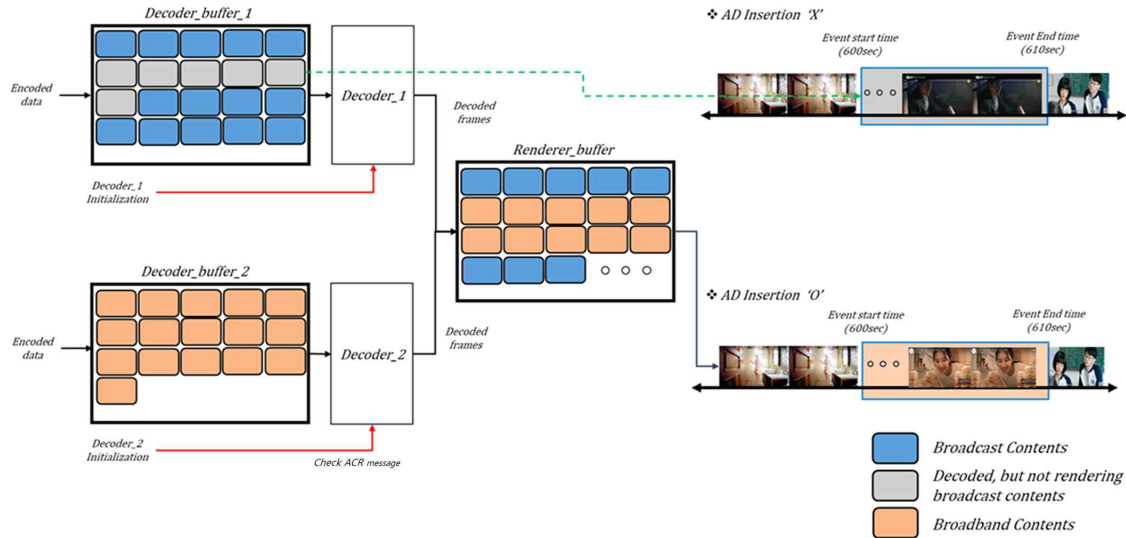 Decoder_buffer_1
Encoded
data
Decoder_1
Decoder_1
Initialization
Decoded
frames
Renderer_buffer
Decoder_buffer_2
Encoded
data
Decoder_2
Decoder_2
Initialization
Check ACR message
Decoded
frames
❖ AD Insertion 'X'
Event start time
(600sec)
Event End time
(610sec)
❖ AD Insertion 'O'
Event start time
(600sec)
Event End time
(610sec)
Broadcast Contents
Decoded, but not rendering
broadcast contents
Broadband Contents